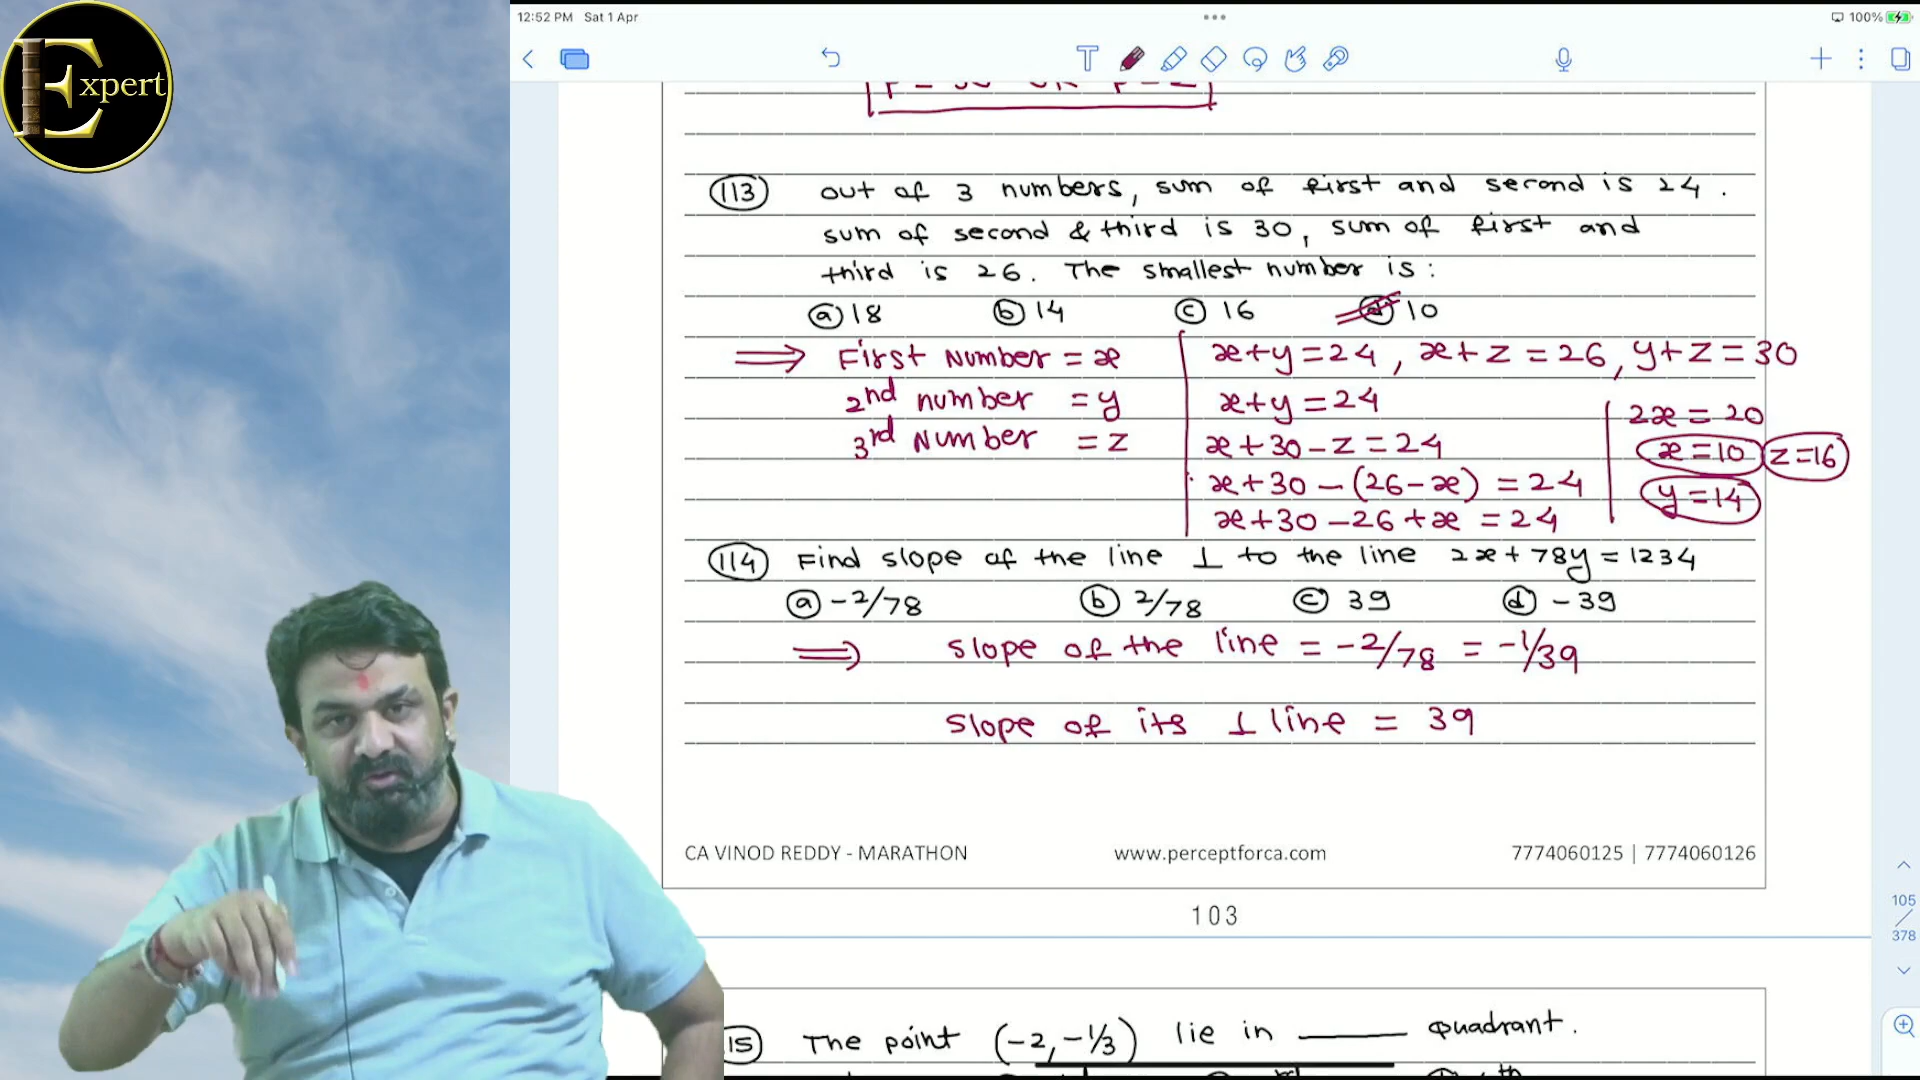 Expert
12:52 PM Sat 1 Apr
100%
T
113 out of 3 numbers, sum of first and second is 24.
sum of second & third is 30, sum of first and
third is 26. The smallest number is:
(a) 18 (b) 14 (c) 16 (d) 10
⟹ First Number = x
2nd number = y
3rd Number = z
x+y=24, x+z=26, y+z=30
x+y=24
x+30-z=24
x+30-(26-x)=24
x+30-26+x=24
2x=20
x=10 z=16
y=14
114 Find slope of the line ⊥ to the line 2x+78y=1234
(a) -2/78 (b) 2/78 (c) 39 (d) -39
⟹ slope of the line = -2/78 = -1/39
slope of its ⊥ line = 39
CA VINOD REDDY - MARATHON www.perceptforca.com 7774060125 | 7774060126
103
105
378
15 The point (-2, -1/3) lie in ____ quadrant.